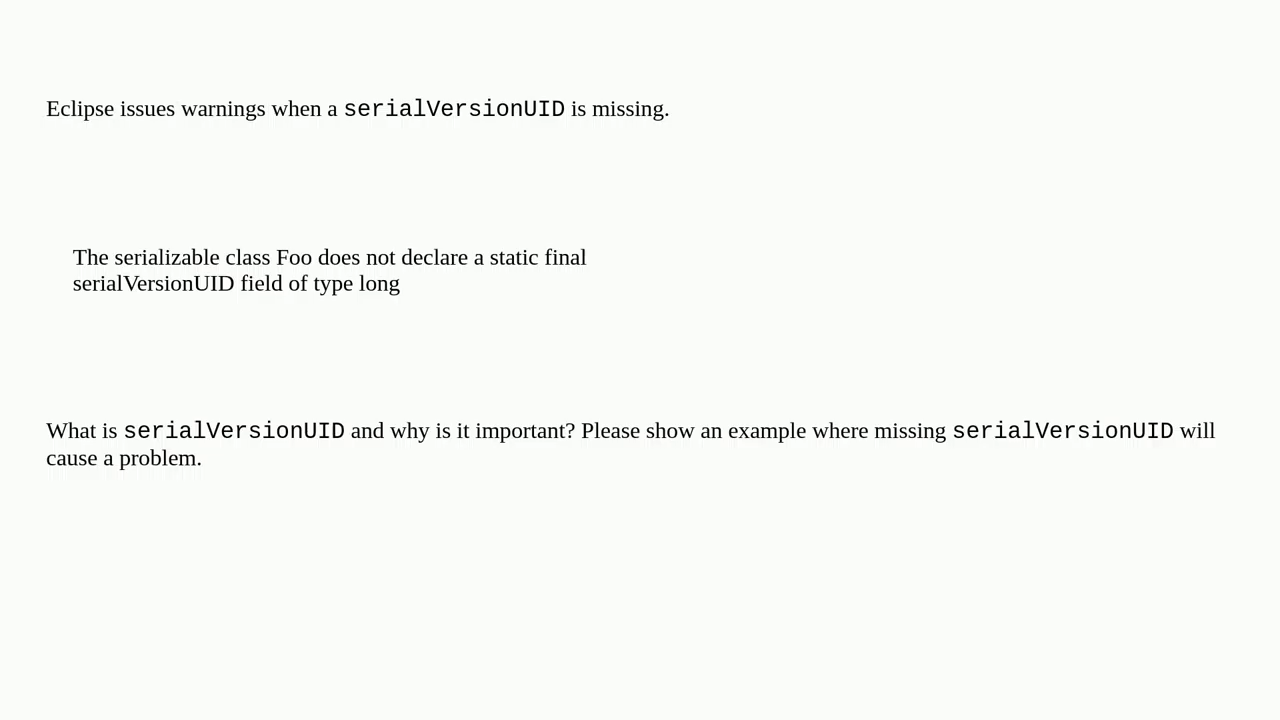 Eclipse issues warnings when a serialVersionUID is missing.
The serializable class Foo does not declare a static final
serialVersionUID field of type long
What is serialVersionUID and why is it important? Please show an example where missing serialVersionUID will
cause a problem.